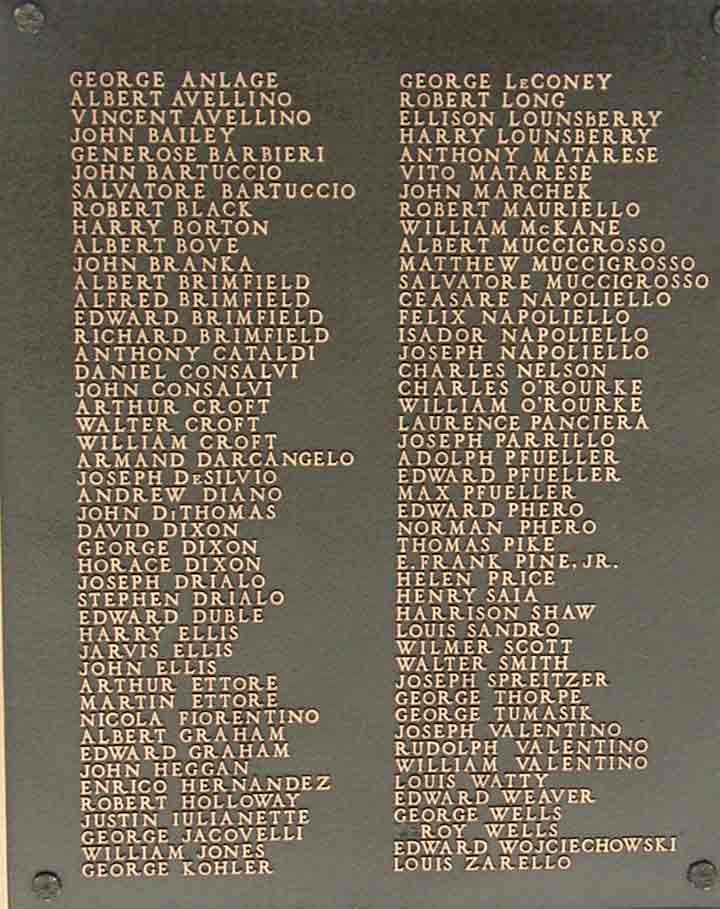 GEORGE ANLAGE
ALBERT AVELLINO
VINCENT AVELLINO
JOHN BAILEY
GENEROSE BARBIERI
JOHN BARTUCCIO
SALVATORE BARTUCCIO
ROBERT BLACK
HARRY BORTON
ALBERT BOVE
JOHN BRANKA
ALBERT BRIMFIELD
ALFRED BRIMFIELD
EDWARD BRIMFIELD
RICHARD BRIMFIELD
ANTHONY CATALDI
DANIEL CONSALVI
JOHN CONSALVI
ARTHUR CROFT
WALTER CROFT
WILLIAM CROFT
ARMAND DARCANGELO
JOSEPH DeSILVIO
ANDREW DIANO
JOHN DiTHOMAS
DAVID DIXON
GEORGE DIXON
HORACE DIXON
JOSEPH DRIALO
STEPHEN DRIALO
EDWARD DUBLE
HARRY ELLIS
JARVIS ELLIS
JOHN ELLIS
ARTHUR ETTORE
MARTIN ETTORE
NICOLA FIORENTINO
ALBERT GRAHAM
EDWARD GRAHAM
JOHN HEGGAN
ENRICO HERNANDEZ
ROBERT HOLLOWAY
JUSTIN IULIANETTE
GEORGE JACOVELLI
WILLIAM JONES
GEORGE KOHLER
GEORGE LeCONEY
ROBERT LONG
ELLISON LOUNSBERRY
HARRY LOUNSBERRY
ANTHONY MATARESE
VITO MATARESE
JOHN MARCHEK
ROBERT MAURIELLO
WILLIAM McKANE
ALBERT MUCCIGROSSO
MATTHEW MUCCIGROSSO
SALVATORE MUCCIGROSSO
CEASARE NAPOLIELLO
FELIX NAPOLIELLO
ISADOR NAPOLIELLO
JOSEPH NAPOLIELLO
CHARLES NELSON
CHARLES O'ROURKE
WILLIAM O'ROURKE
LAURENCE PANCIERA
JOSEPH PARRILLO
ADOLPH PFUELLER
EDWARD PFUELLER
MAX PFUELLER
EDWARD PHERO
NORMAN PHERO
THOMAS PIKE
E. FRANK PINE, JR.
HELEN PRICE
HENRY SAIA
HARRISON SHAW
LOUIS SANDRO
WILMER SCOTT
WALTER SMITH
JOSEPH SPREITZER
GEORGE THORPE
GEORGE TUMASIK
JOSEPH VALENTINO
RUDOLPH VALENTINO
WILLIAM VALENTINO
LOUIS WATTY
EDWARD WEAVER
GEORGE WELLS
ROY WELLS
EDWARD WOJCIECHOWSKI
LOUIS ZARELLO